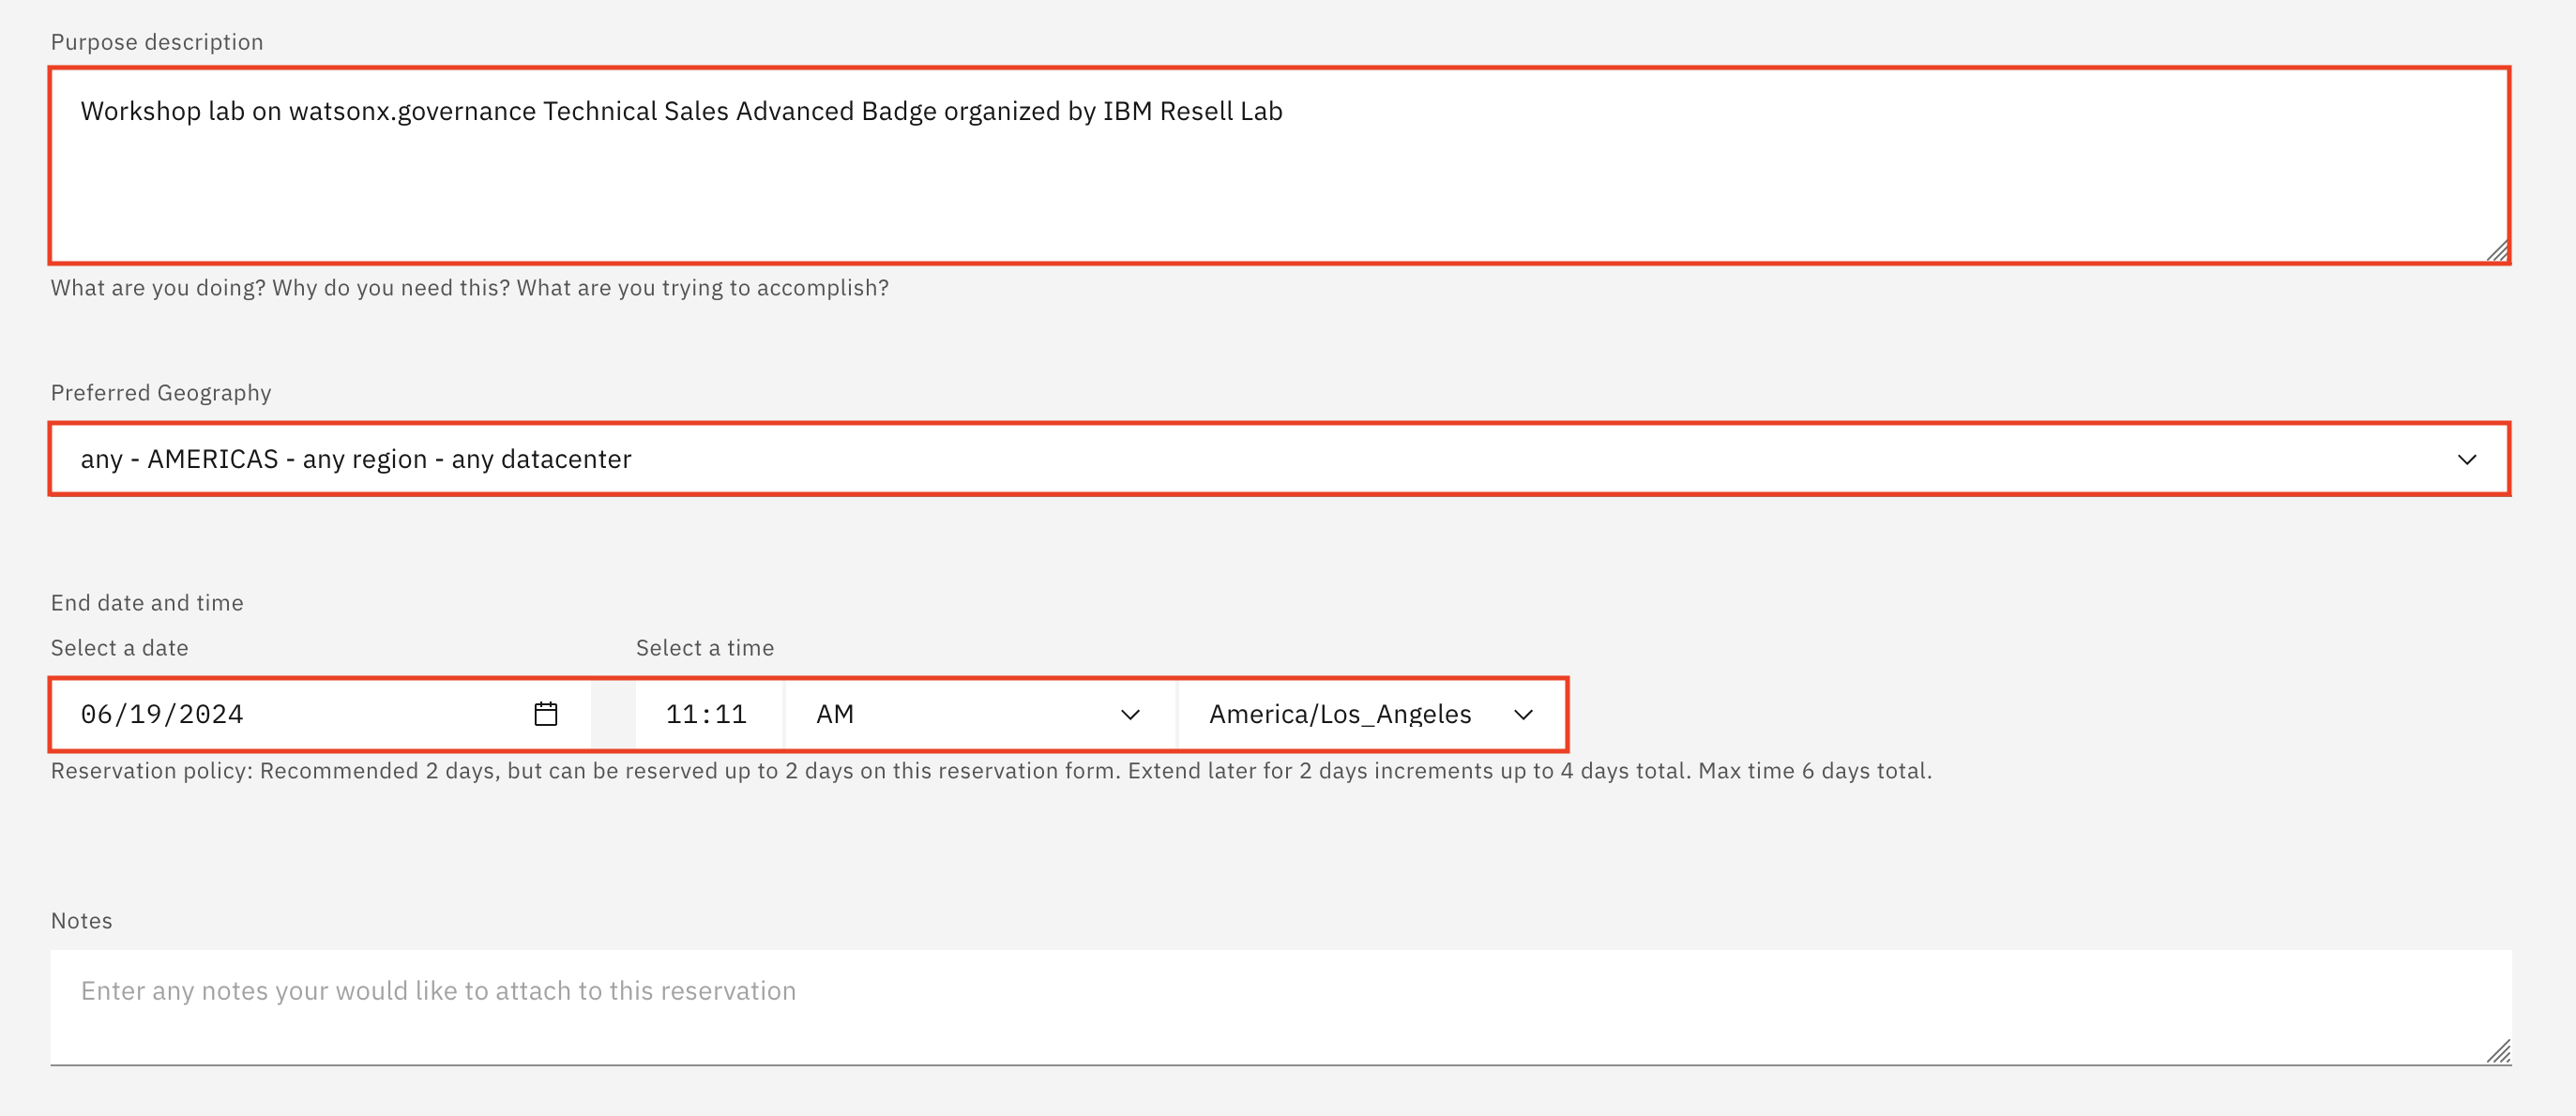 Purpose description
Workshop lab on watsonx.governance Technical Sales Advanced Badge organized by IBM Resell Lab
What are you doing? Why do you need this? What are you trying to accomplish?
Preferred Geography
any - AMERICAS - any region - any datacenter
End date and time
Select a date Select a time
06/19/2024 11:11 AM America/Los_Angeles
Reservation policy: Recommended 2 days, but can be reserved up to 2 days on this reservation form. Extend later for 2 days increments up to 4 days total. Max time 6 days total.
Notes
Enter any notes your would like to attach to this reservation